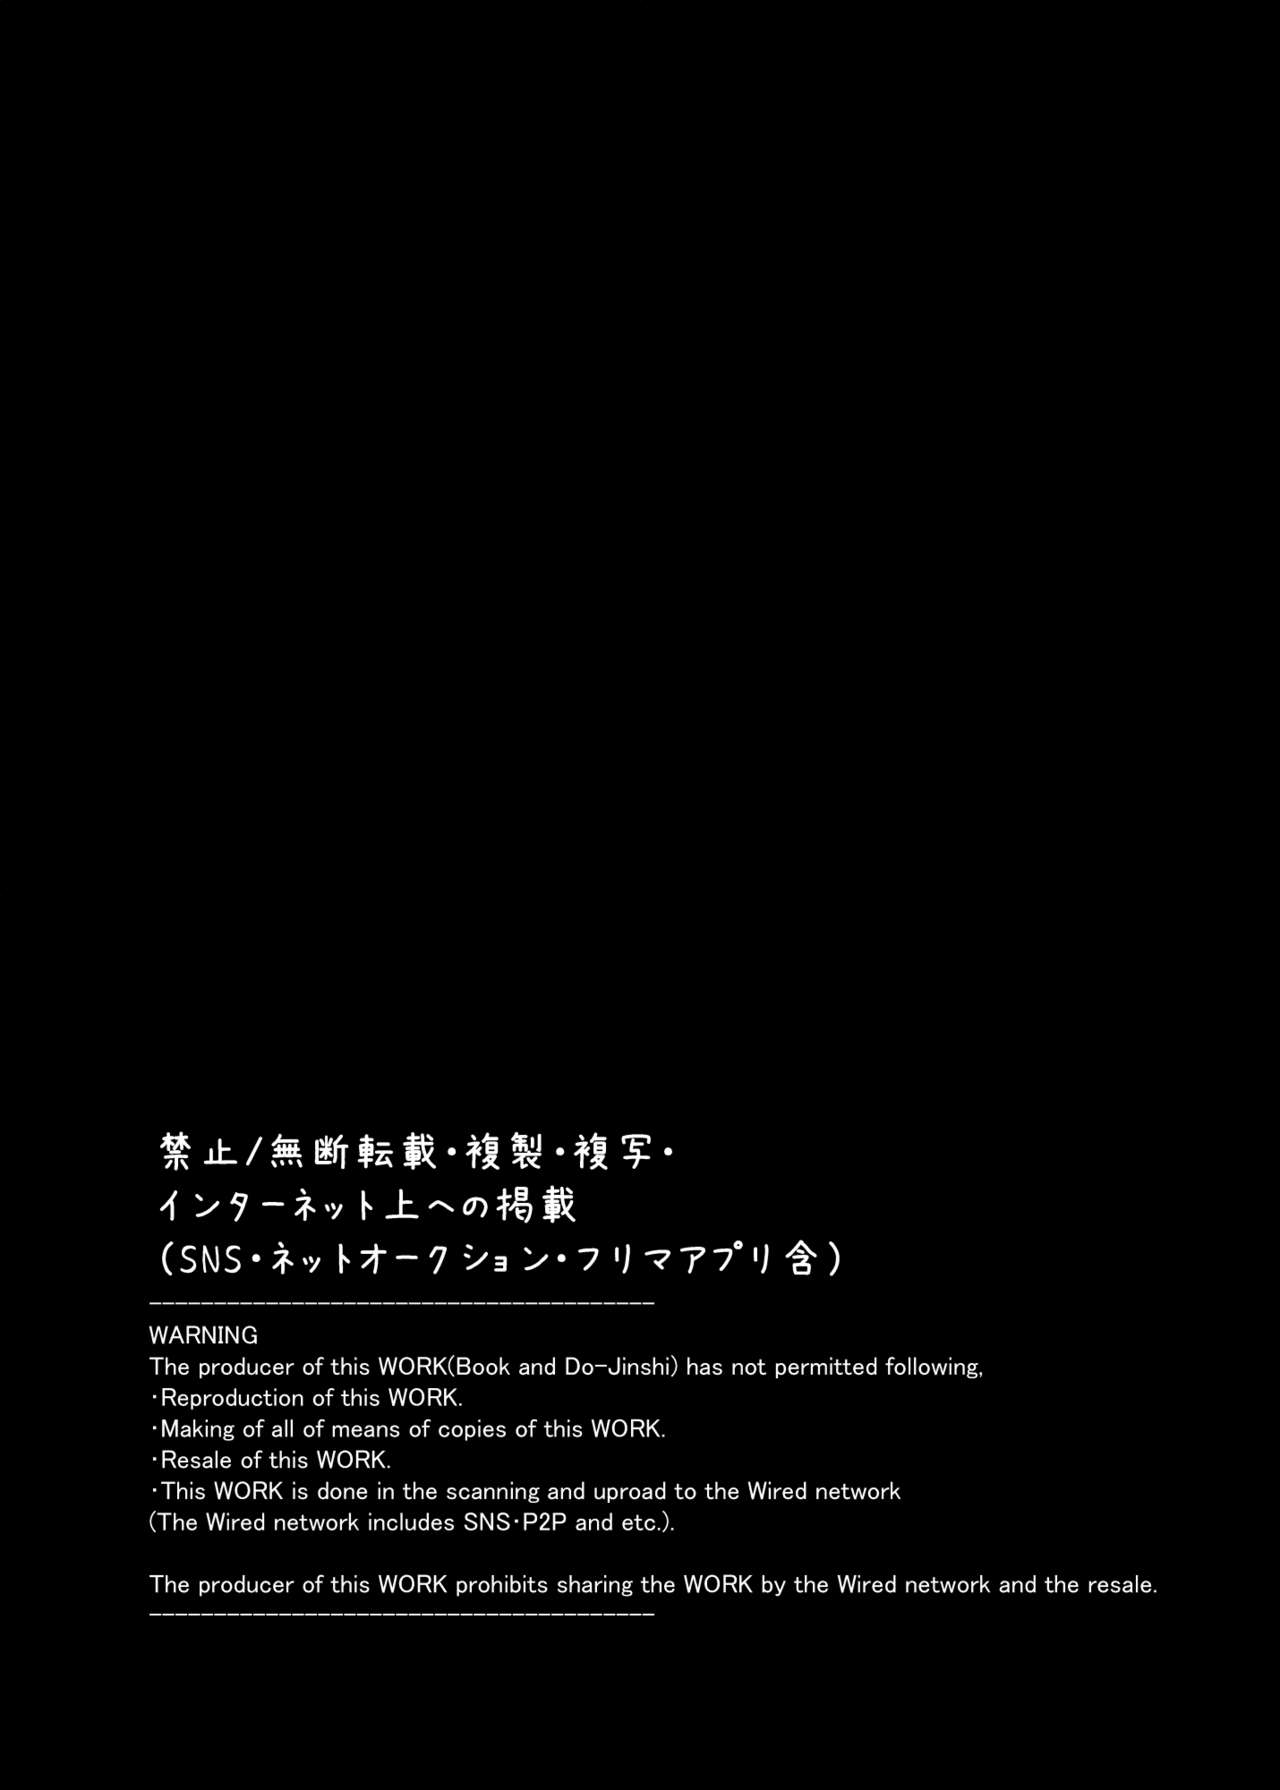 禁止/無断転載・複製・複写・
インターネット上への掲載
(SNS・ネットオークション・フリマアプリ含)
---------------------------------------
WARNING
The producer of this WORK(Book and Do-Jinshi) has not permitted following,
・Reproduction of this WORK.
・Making of all of means of copies of this WORK.
・Resale of this WORK.
・This WORK is done in the scanning and uproad to the Wired network
(The Wired network includes SNS・P2P and etc.).
The producer of this WORK prohibits sharing the WORK by the Wired network and the resale.
---------------------------------------